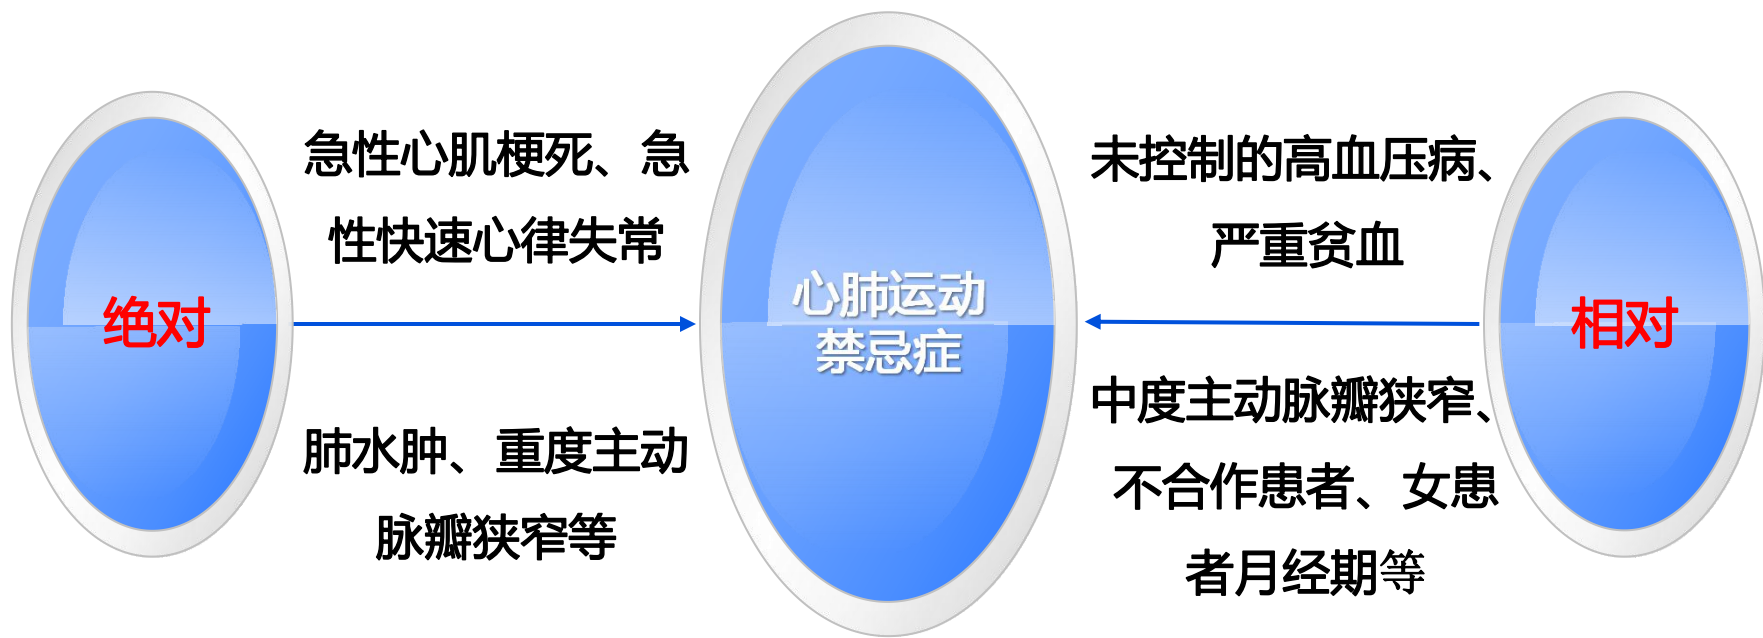 绝对
急性心肌梗死、急
性快速心律失常
肺水肿、重度主动
脉瓣狭窄等
心肺运动
禁忌症
未控制的高血压病、
严重贫血
中度主动脉瓣狭窄、
不合作患者、女患
者月经期等
相对